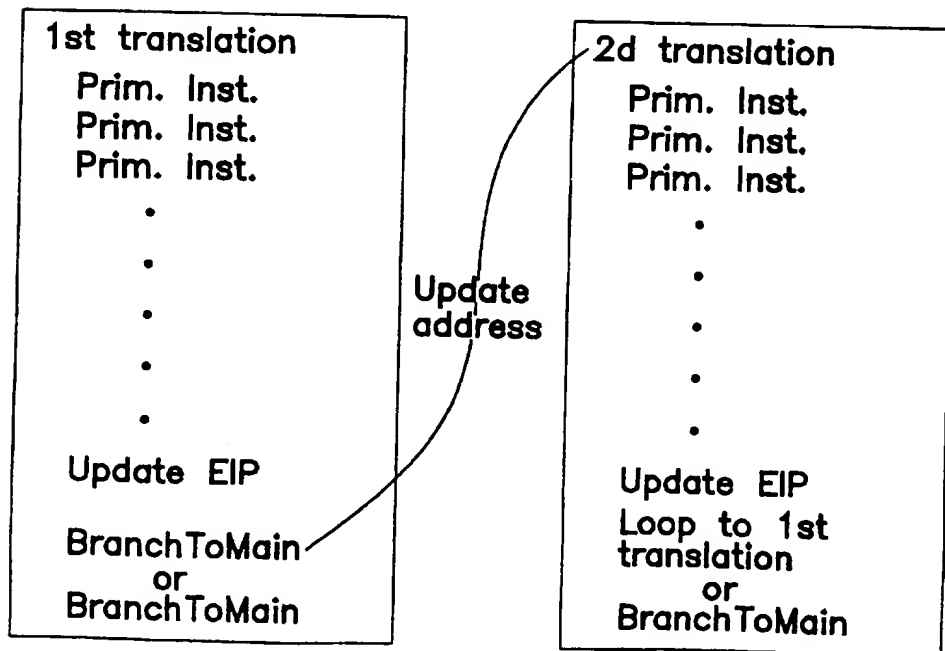 1st translation
Prim. Inst.
Prim. Inst.
Prim. Inst.
Update EIP
BranchToMain
or
BranchToMain
Update
address
2d translation
Prim. Inst.
Prim. Inst.
Prim. Inst.
Update EIP
Loop to 1st
translation
or
BranchToMain